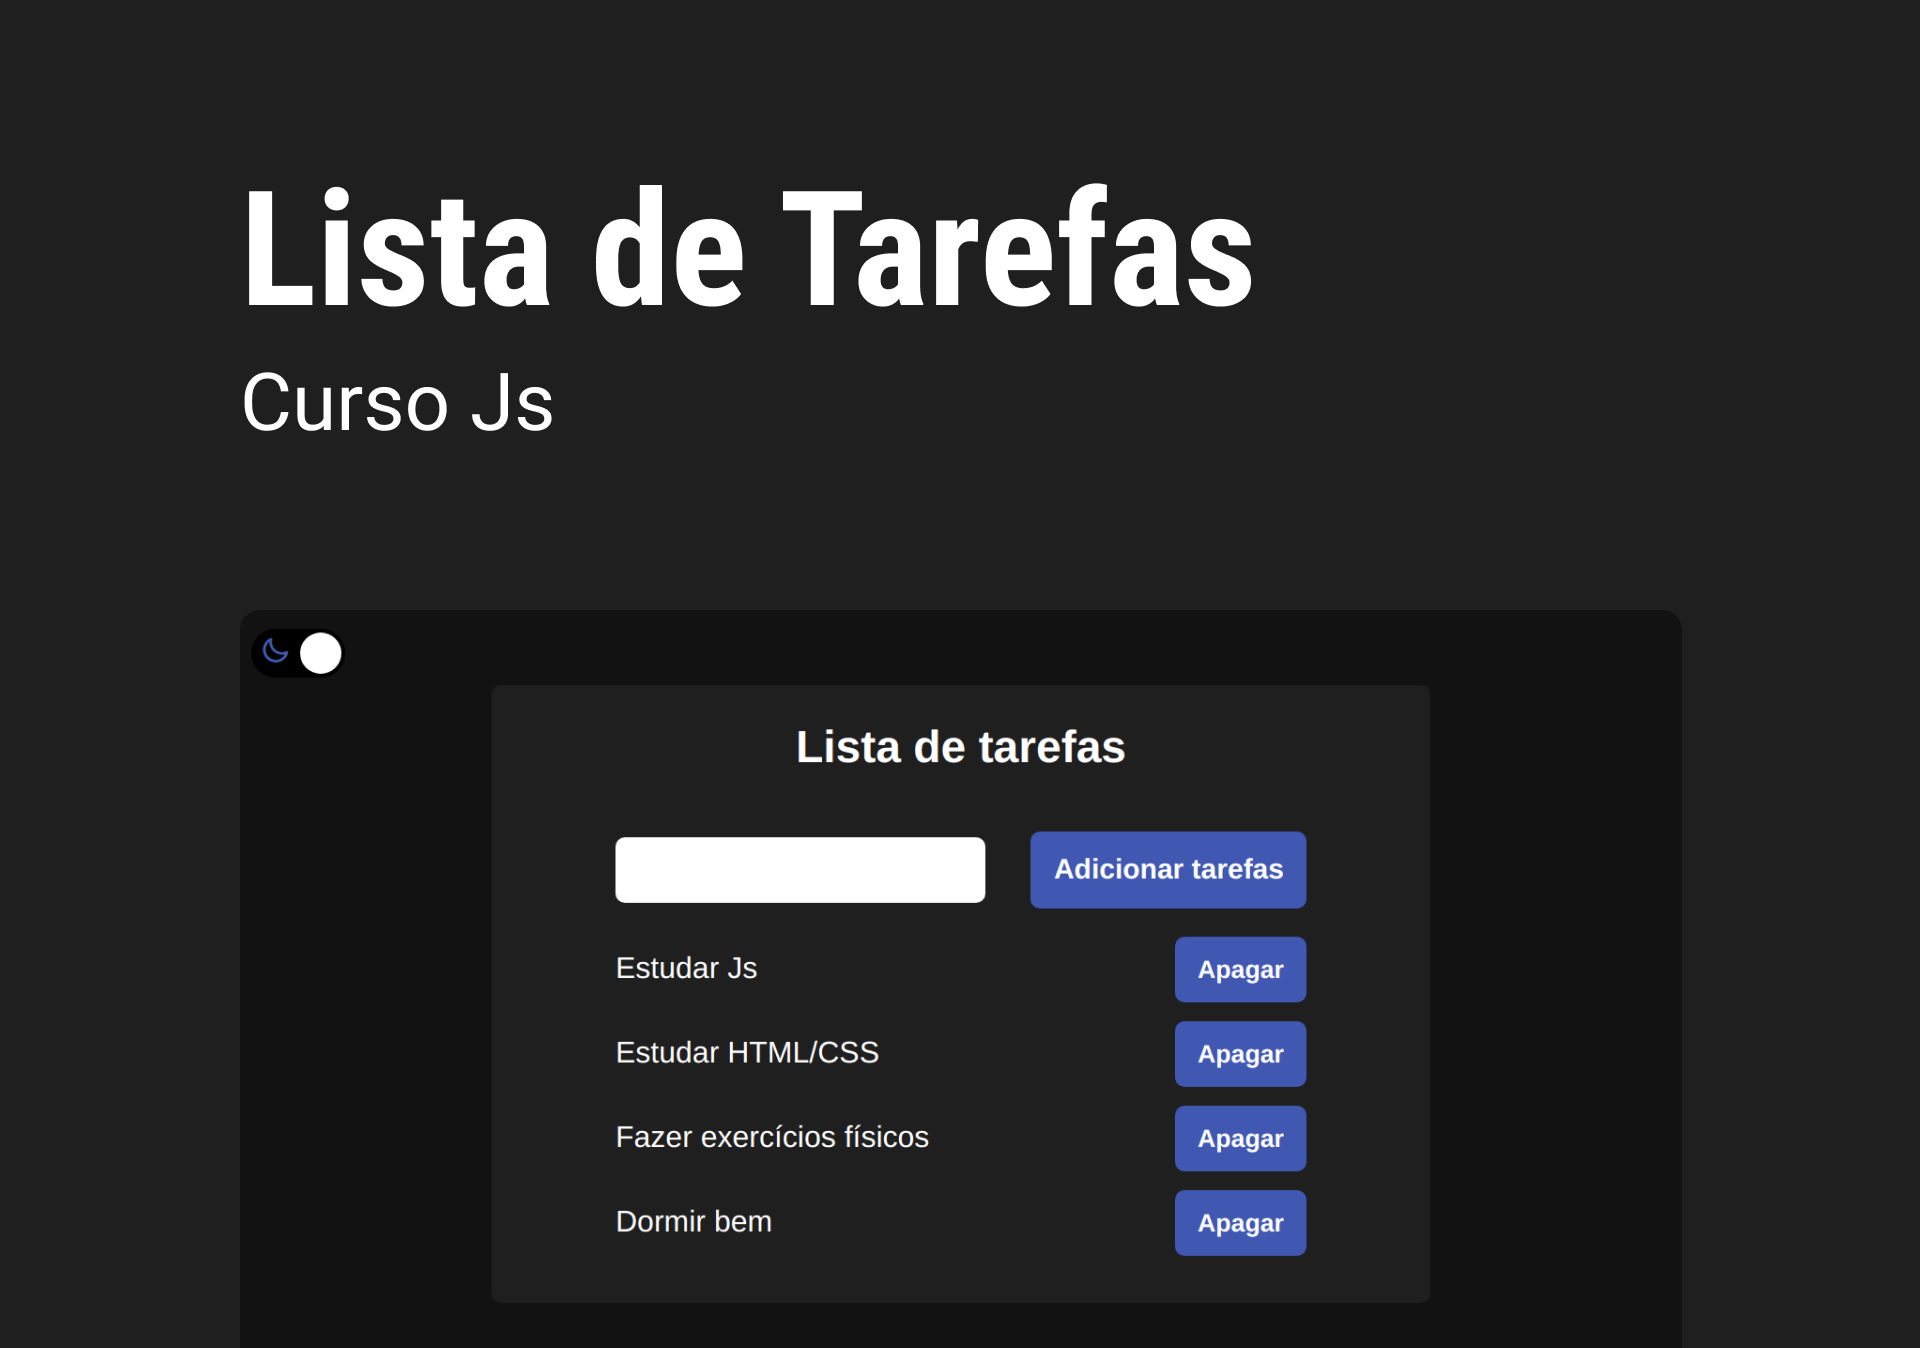 Lista de Tarefas
Curso Js
Lista de tarefas
Adicionar tarefas
Estudar Js
Apagar
Estudar HTML/CSS
Apagar
Fazer exercícios físicos
Apagar
Dormir bem
Apagar